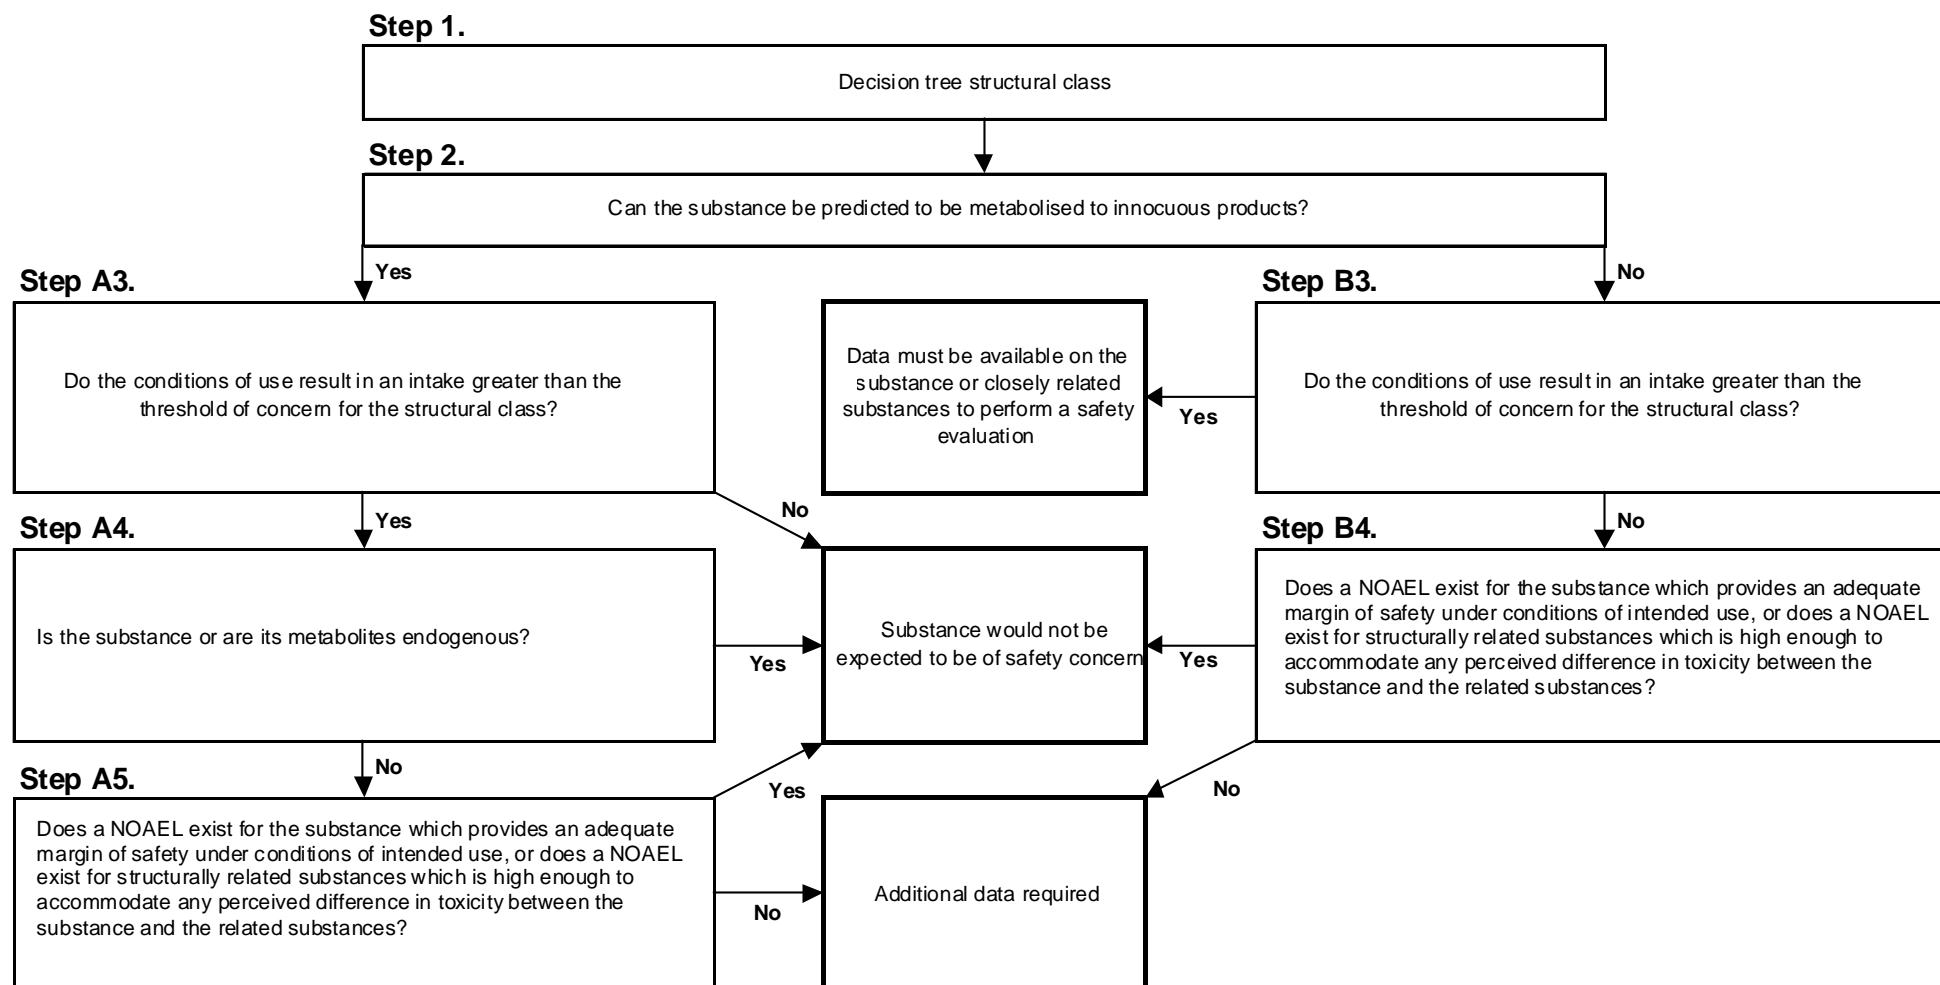 Step 1.
Decision tree structural class
Step 2.
Can the substance be predicted to be metabolised to innocuous products?
Yes
No
Step A3.
Do the conditions of use result in an intake greater than the
threshold of concern for the structural class?
Data must be available on the
substance or closely related
substances to perform a safety
evaluation
Yes
Step B3.
Do the conditions of use result in an intake greater than the
threshold of concern for the structural class?
Yes
No
No
Step A4.
Is the substance or are its metabolites endogenous?
Yes
Substance would not be
expected to be of safety concern
Yes
Step B4.
Does a NOAEL exist for the substance which provides an adequate
margin of safety under conditions of intended use, or does a NOAEL
exist for structurally related substances which is high enough to
accommodate any perceived difference in toxicity between the
substance and the related substances?
No
Yes
No
Step A5.
Does a NOAEL exist for the substance which provides an adequate
margin of safety under conditions of intended use, or does a NOAEL
exist for structurally related substances which is high enough to
accommodate any perceived difference in toxicity between the
substance and the related substances?
No
Additional data required